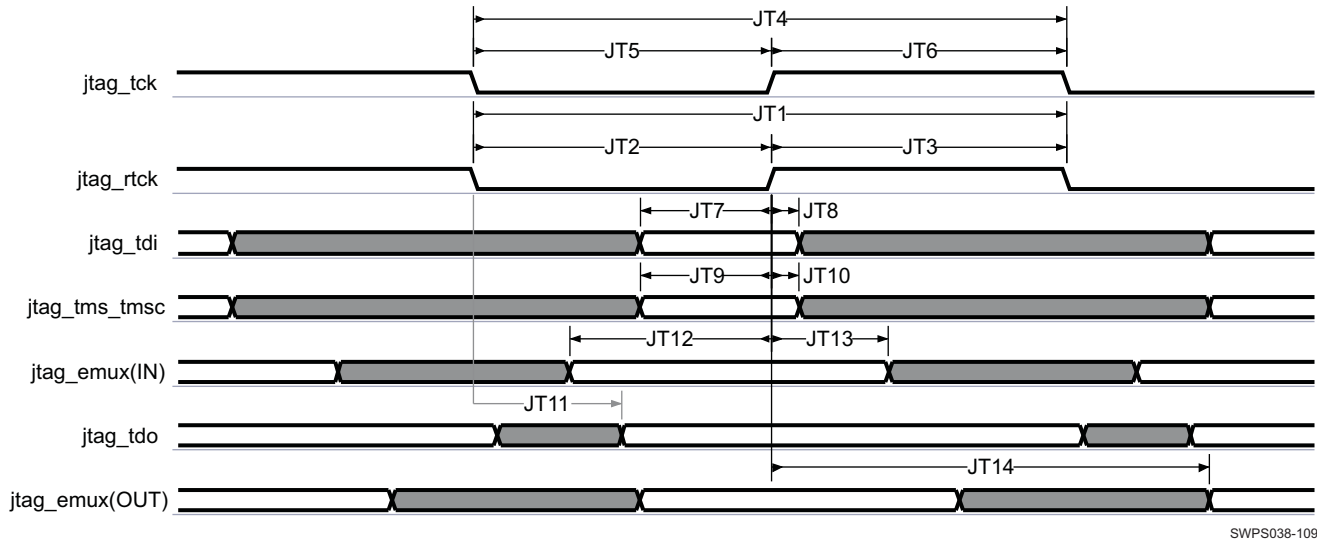 JT4
JT5 JT6
jtag_tck
JT1
JT2 JT3
jtag_rtck
JT7 JT8
jtag_tdi
JT9 JT10
jtag_tms_tmsc
JT12 JT13
jtag_emux(IN)
JT11
jtag_tdo
JT14
jtag_emux(OUT)
SWPS038-109